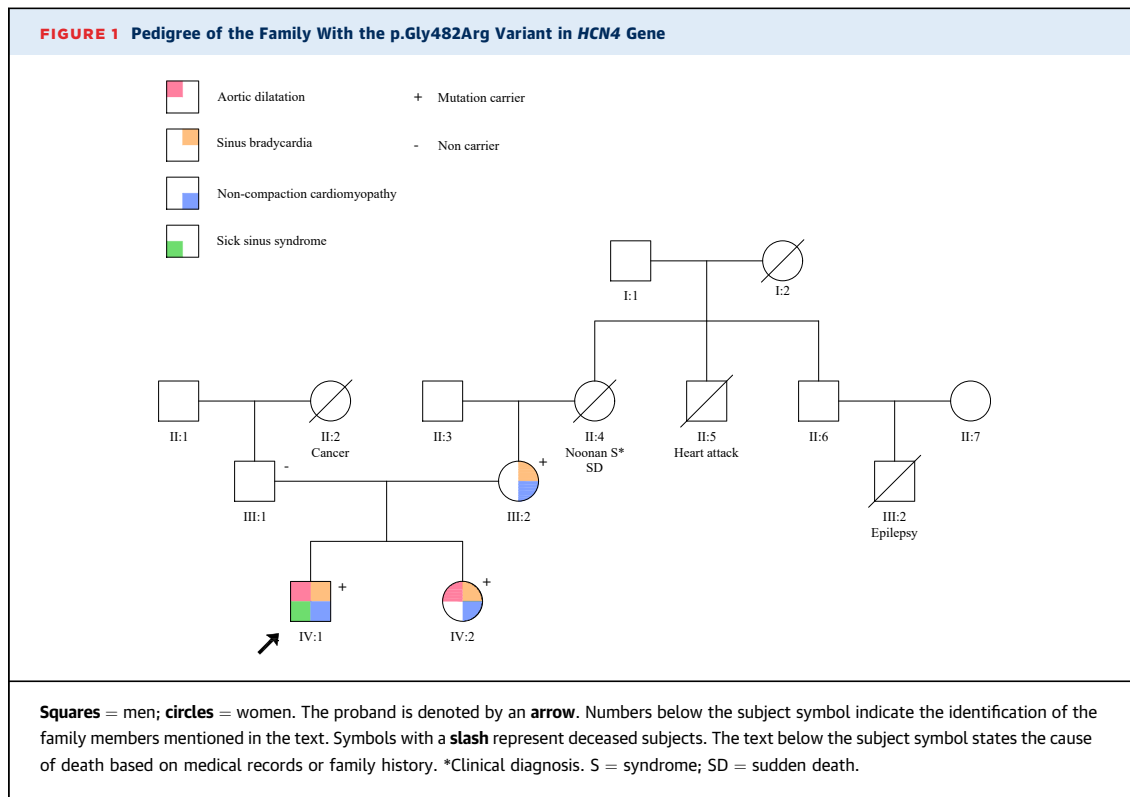 FIGURE 1 Pedigree of the Family With the p.Gly482Arg Variant in HCN4 Gene
Aortic dilatation
+ Mutation carrier
Sinus bradycardia
- Non carrier
Non-compaction cardiomyopathy
Sick sinus syndrome
I:1
I:2
II:1
II:2
Cancer
II:3
II:4
Noonan S*
SD
II:5
Heart attack
II:6
II:7
-
III:1
+
III:2
III:2
Epilepsy
+
IV:1
+
IV:2
Squares = men; circles = women. The proband is denoted by an arrow. Numbers below the subject symbol indicate the identification of the
family members mentioned in the text. Symbols with a slash represent deceased subjects. The text below the subject symbol states the cause
of death based on medical records or family history. *Clinical diagnosis. S = syndrome; SD = sudden death.